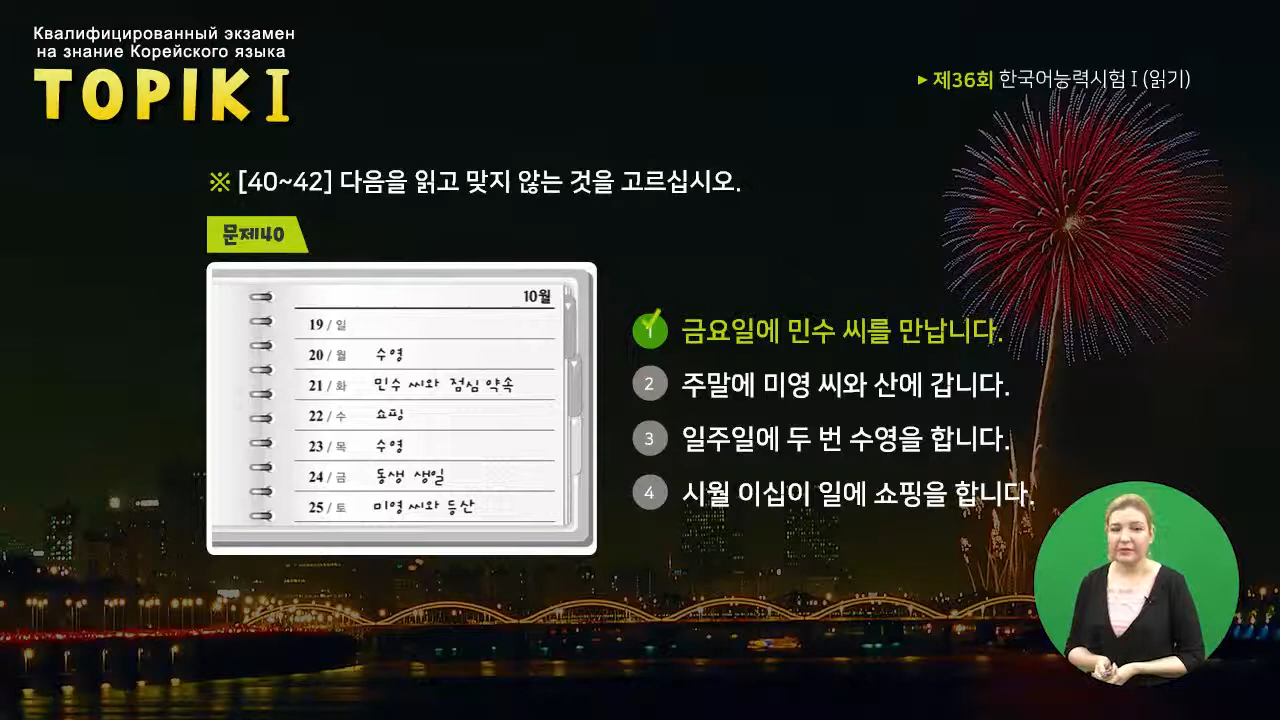 Квалифицированный экзамен
на знание Корейского языка
TOPIK I
▸ 제36회 한국어능력시험 I (읽기)
※ [40~42] 다음을 읽고 맞지 않는 것을 고르십시오.
문제40
10월
19 / 일
20 / 월 수영
21 / 화 민수 씨와 점심 약속
22 / 수 쇼핑
23 / 목 수영
24 / 금 동생 생일
25 / 토 미영 씨와 등산
1 금요일에 민수 씨를 만납니다.
2 주말에 미영 씨와 산에 갑니다.
3 일주일에 두 번 수영을 합니다.
4 시월 이십이 일에 쇼핑을 합니다.